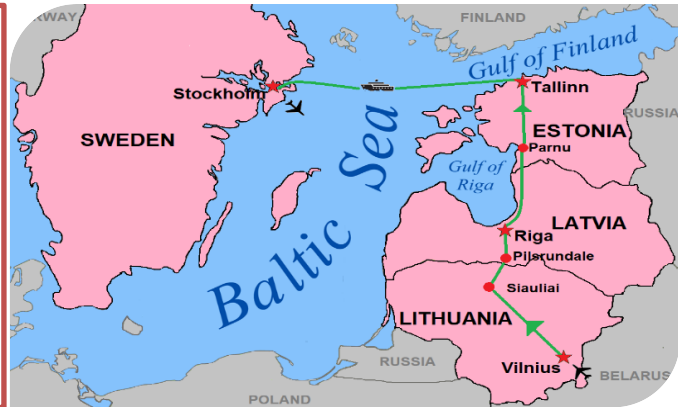 RWAY
FINLAND
Gulf of Finland
Stockholm
Tallinn
RUSSIA
SWEDEN
Baltic Sea
ESTONIA
Parnu
Gulf of
Riga
LATVIA
Riga
Pilsrundale
Siauliai
LITHUANIA
RUSSIA
Vilnius
BELARUS
POLAND